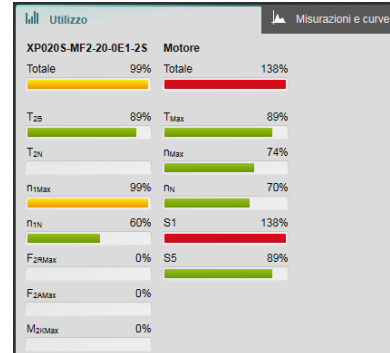 Utilizzo Misurazioni e curve
XP020S-MF2-20-0E1-2S Motore
Totale 99% Totale 138%
T2B 89% TMax 89%
T2N nMax 74%
n1Max 99% nN 70%
n1N 60% S1 138%
F2RMax 0% S5 89%
F2AMax 0%
M2KMax 0%